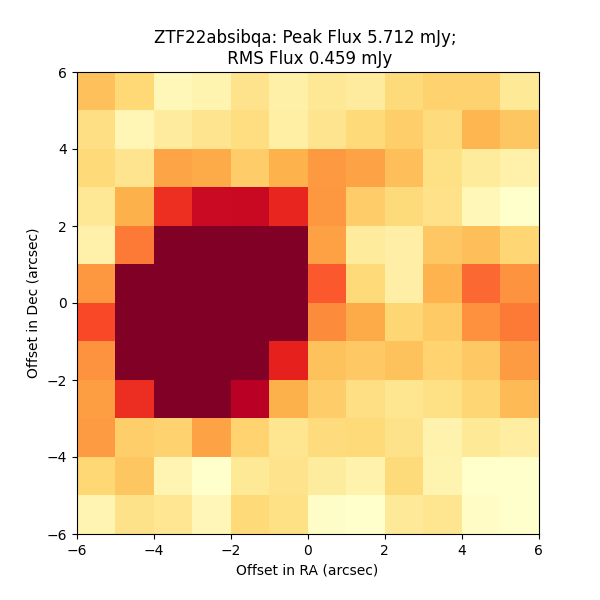 ZTF22absibqa: Peak Flux 5.712 mJy;
RMS Flux 0.459 mJy
6
4
2
0
−2
−4
−6
Offset in Dec (arcsec)
−6 −4 −2 0 2 4 6
Offset in RA (arcsec)